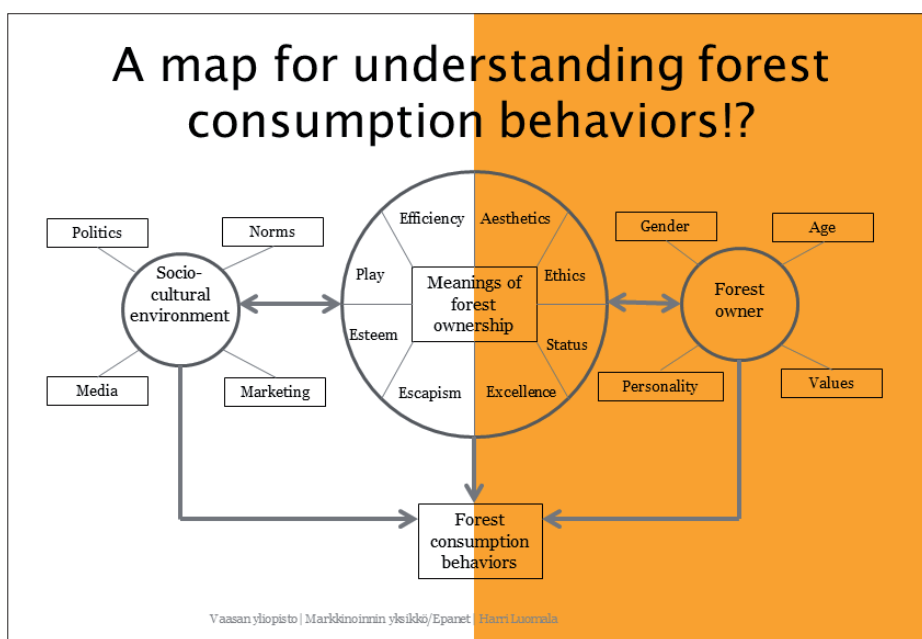 A map for understanding forest
consumption behaviors!?
Politics
Norms
Socio-
cultural
environment
Media
Marketing
Efficiency
Aesthetics
Play
Ethics
Meanings of
forest
ownership
Esteem
Status
Escapism
Excellence
Gender
Age
Forest
owner
Personality
Values
Forest
consumption
behaviors
Vaasan yliopisto | Markkinoinnin yksikkö/Epanet | Harri Luomala